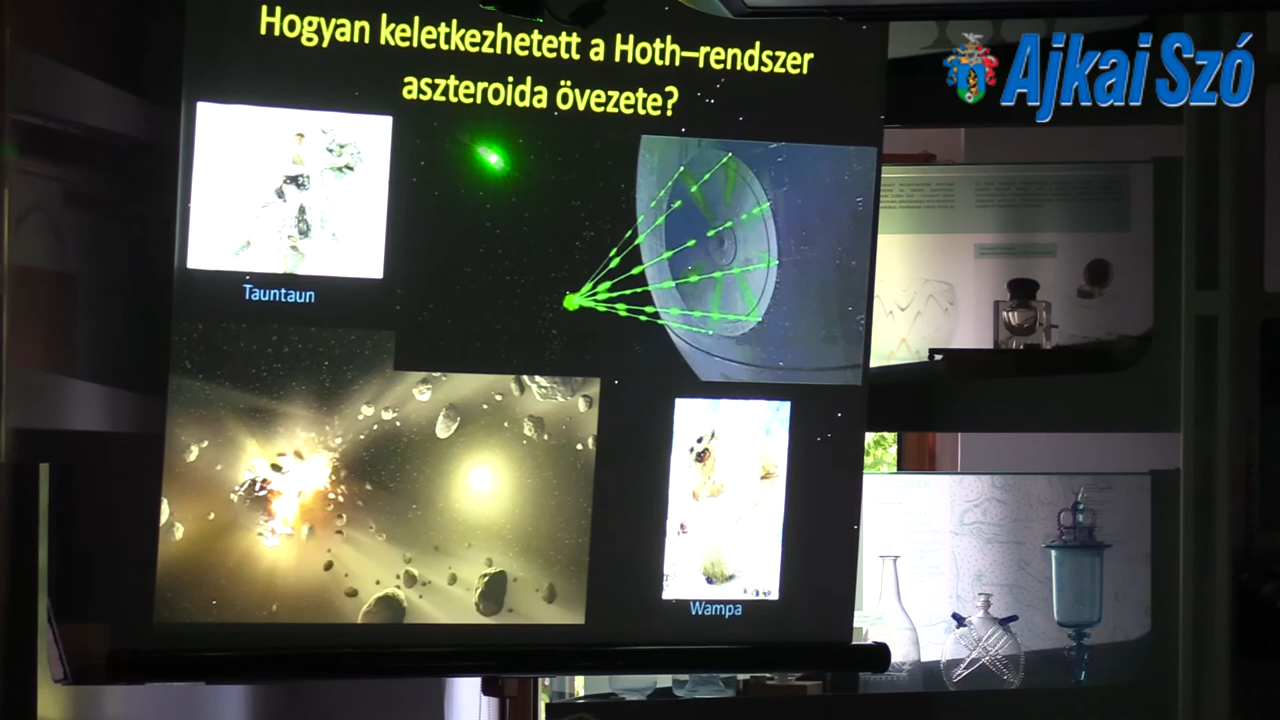 Hogyan keletkezhetett a Hoth–rendszer
aszteroida övezete?
Ajkai Szó
Tauntaun
Wampa